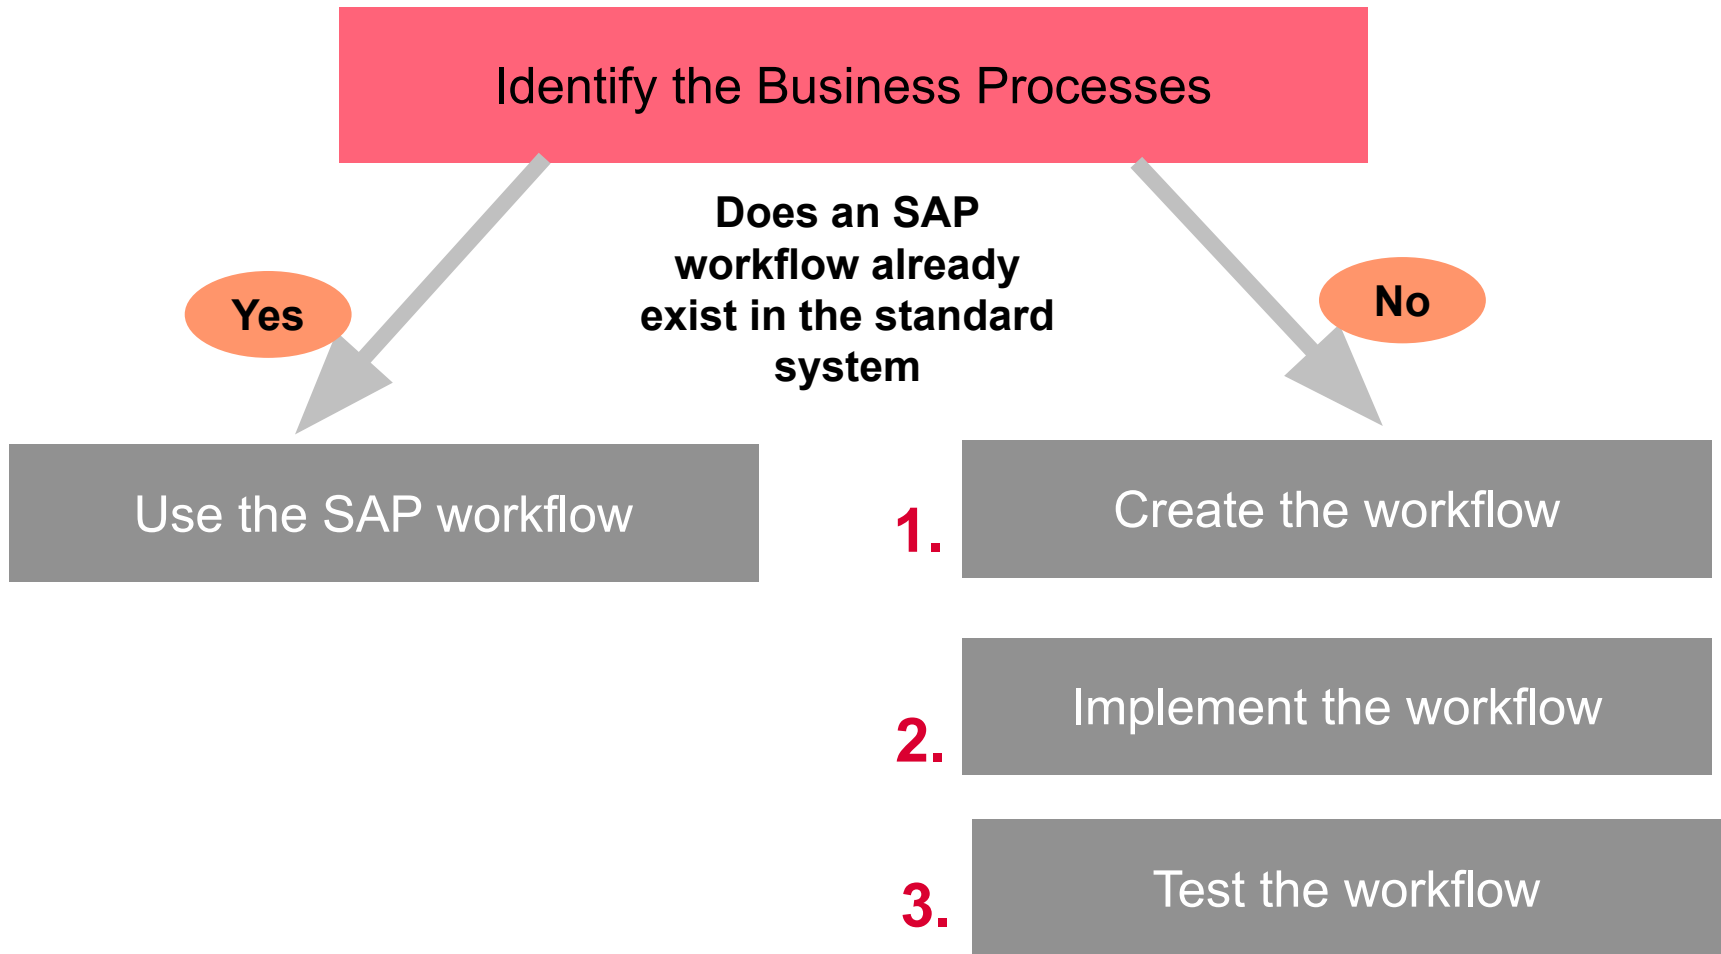 Identify the Business Processes
Does an SAP
workflow already
exist in the standard
system
Yes
No
Use the SAP workflow
1.
Create the workflow
2.
Implement the workflow
3.
Test the workflow